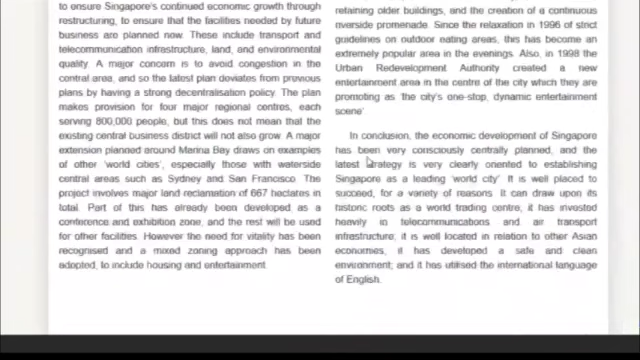 to ensure Singapore's continued economic growth through
restructuring, to ensure that the facilities needed by future
business are planned now. These include transport and
telecommunication infrastructure, land, and environmental
quality. A major concern is to avoid congestion in the
central area, and so the latest plan deviates from previous
plans by having a strong decentralisation policy. The plan
makes provision for four major regional centres, each
serving 800,000 people, but this does not mean that the
existing central business district will not also grow. A major
extension planned around Marina Bay draws on examples
of other 'world cities', especially those with waterside
central areas such as Sydney and San Francisco. The
project involves major land reclamation of 667 hectares in
total. Part of this has already been developed as a
conference and exhibition zone, and the rest will be used
for other facilities. However the need for vitality has been
recognised and a mixed zoning approach has been
adopted, to include housing and entertainment.
retaining older buildings, and the creation of a continuous
riverside promenade. Since the relaxation in 1996 of strict
guidelines on outdoor eating areas, this has become an
extremely popular area in the evenings. Also, in 1998 the
Urban Redevelopment Authority created a new
entertainment area in the centre of the city which they are
promoting as 'the city's one-stop, dynamic entertainment
scene'.
In conclusion, the economic development of Singapore
has been very consciously centrally planned, and the
latest strategy is very clearly oriented to establishing
Singapore as a leading 'world city'. It is well placed to
succeed, for a variety of reasons. It can draw upon its
historic roots as a world trading centre; it has invested
heavily in telecommunications and air transport
infrastructure; it is well located in relation to other Asian
economies; it has developed a safe and clean
environment; and it has utilised the international language
of English.